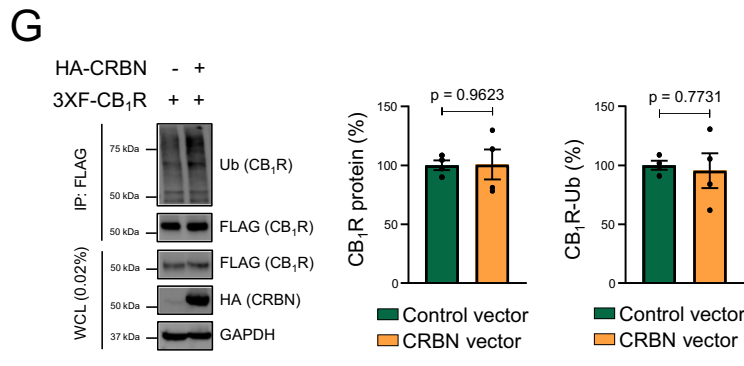 G
HA-CRBN - +
3XF-CB₁R + +
IP: FLAG
75 kDa
50 kDa
Ub (CB₁R)
50 kDa
FLAG (CB₁R)
WCL (0.02%)
50 kDa
FLAG (CB₁R)
50 kDa
HA (CRBN)
37 kDa
GAPDH
CB₁R protein (%)
150
100
50
0
p = 0.9623
Control vector
CRBN vector
CB₁R-Ub (%)
150
100
50
0
p = 0.7731
Control vector
CRBN vector